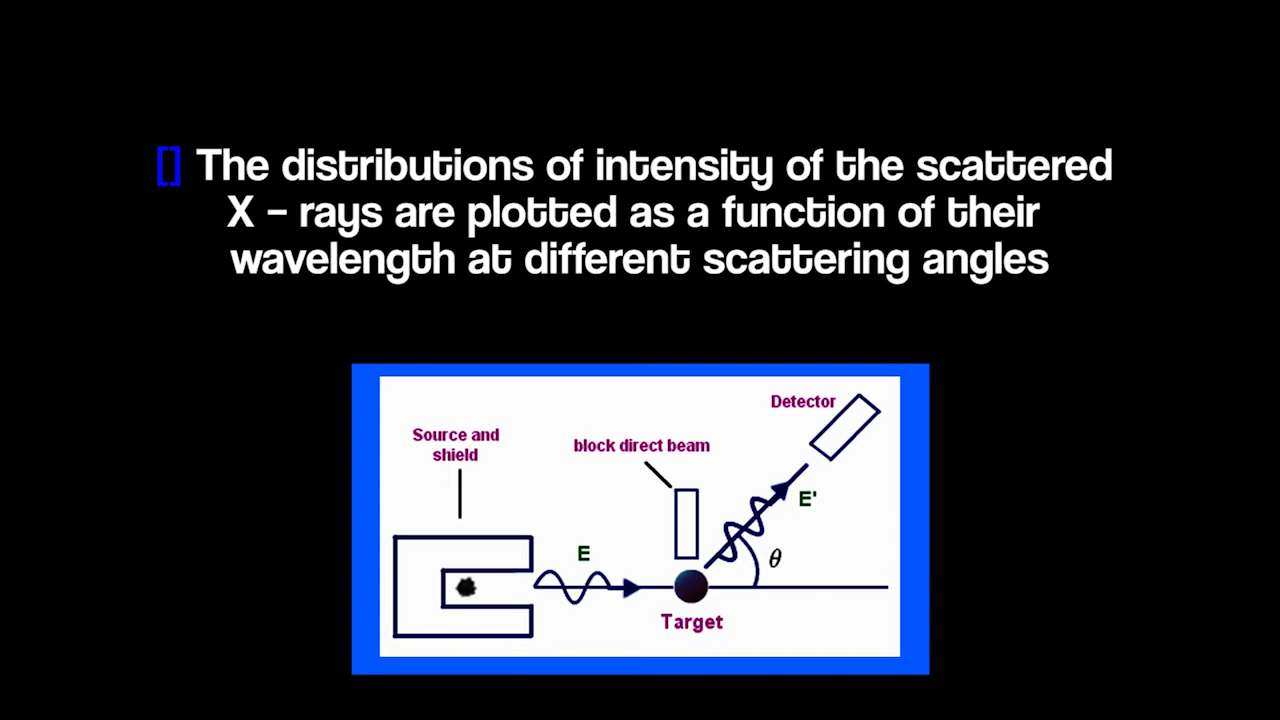 [] The distributions of intensity of the scattered
X – rays are plotted as a function of their
wavelength at different scattering angles
Detector
Source and
shield
block direct beam
E'
E
θ
Target